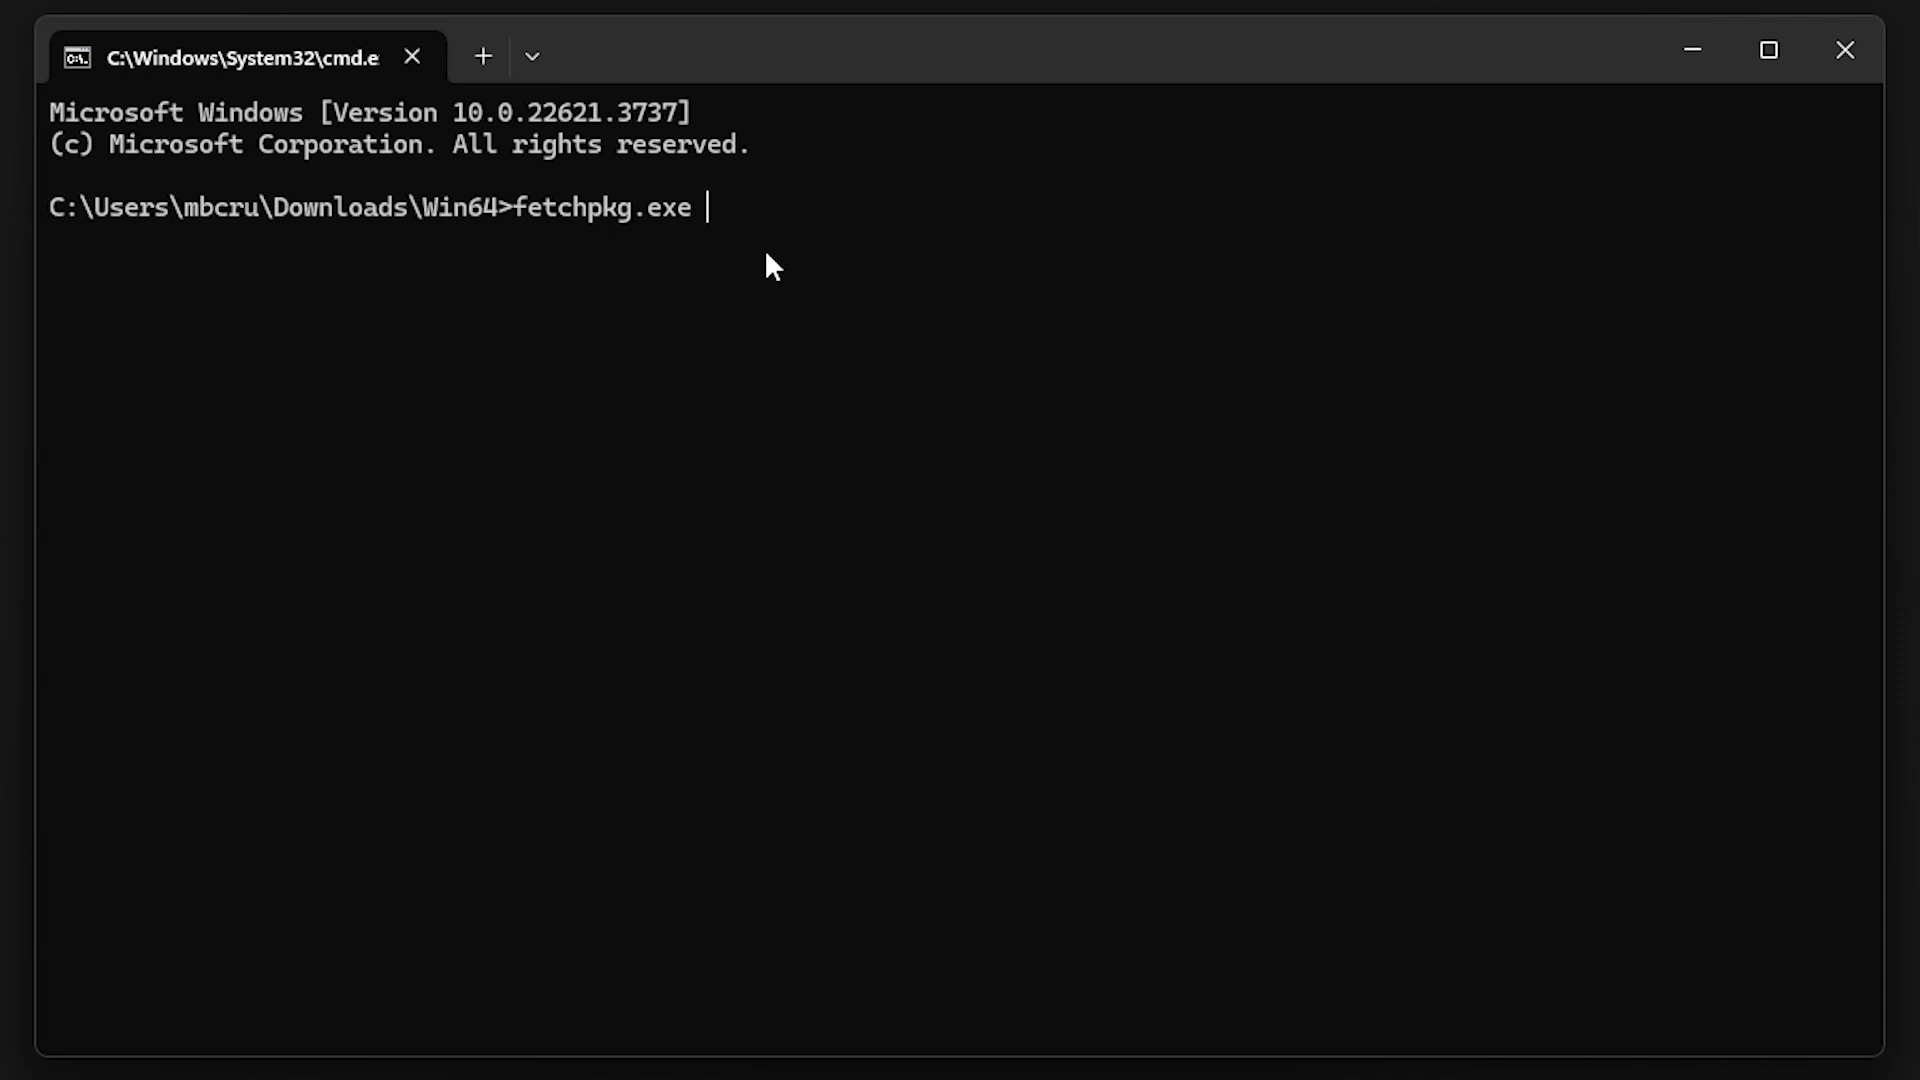 C:\Windows\System32\cmd.e
Microsoft Windows [Version 10.0.22621.3737]
(c) Microsoft Corporation. All rights reserved.
C:\Users\mbcru\Downloads\Win64>fetchpkg.exe